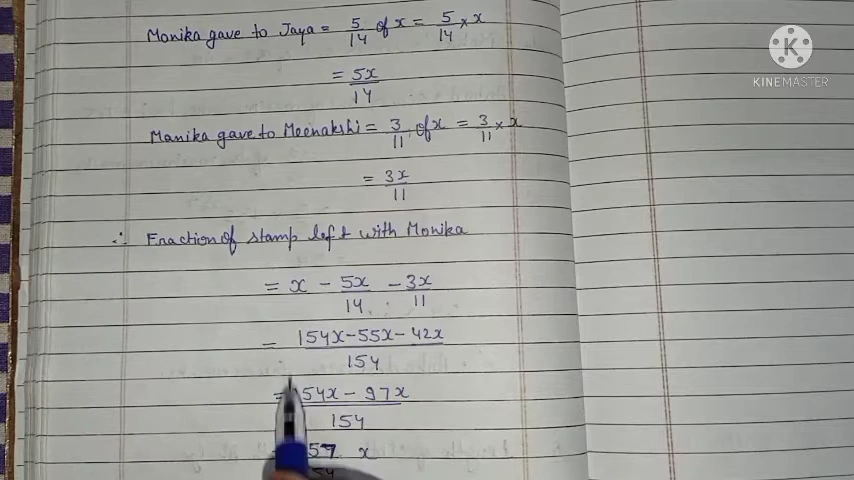 Monika gave to Jaya = 5/14 of x = 5/14 × x
= 5x/14
Monika gave to Meenakshi = 3/11 of x = 3/11 × x
= 3x/11
∴ Fraction of stamp left with Monika
= x - 5x/14 - 3x/11
= 154x-55x-42x/154
= 154x - 97x/154
57 x
K
KINEMASTER